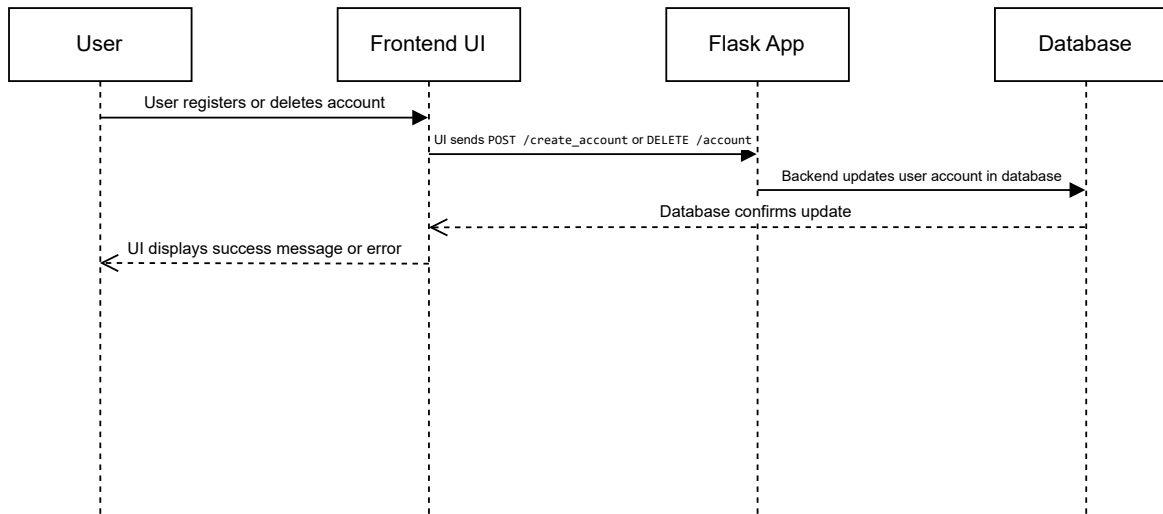 User
Frontend UI
Flask App
Database
User registers or deletes account
UI sends POST /create_account or DELETE /account
Backend updates user account in database
Database confirms update
UI displays success message or error